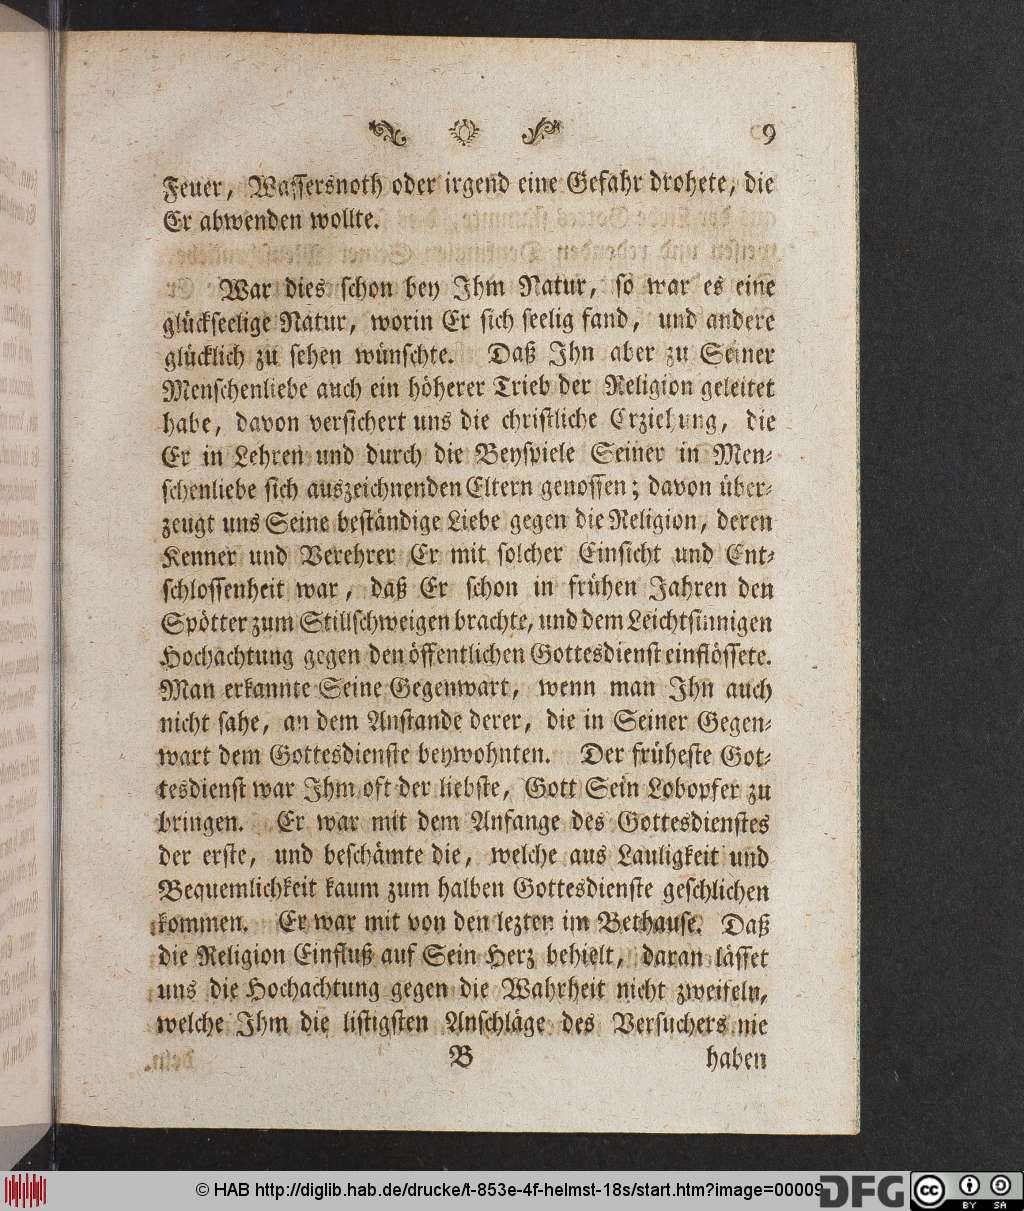 9
Feuer, Wassersnoth oder irgend eine Gefahr drohete, die
Er abwenden wollte.
War dies schon bey Ihm Natur, so war es eine
glückseelige Natur, worin Er sich seelig fand, und andere
glücklich zu sehen wünschte. Daß Ihn aber zu Seiner
Menschenliebe auch ein höherer Trieb der Religion geleitet
habe, davon versichert uns die christliche Erziehung, die
Er in Lehren und durch die Beyspiele Seiner in Men-
schenliebe sich auszeichnenden Eltern genossen; davon über-
zeugt uns Seine beständige Liebe gegen die Religion, deren
Kenner und Verehrer Er mit solcher Einsicht und Ent-
schlossenheit war, daß Er schon in frühen Jahren den
Spötter zum Stillschweigen brachte, und dem Leichtsinnigen
Hochachtung gegen den öffentlichen Gottesdienst einflössete.
Man erkannte Seine Gegenwart, wenn man Ihn auch
nicht sahe, an dem Anstande derer, die in Seiner Gegen-
wart dem Gottesdienste beywohnten. Der früheste Got-
tesdienst war Ihm oft der liebste, Gott Sein Lobopfer zu
bringen. Er war mit dem Anfange des Gottesdienstes
der erste, und beschämte die, welche aus Lauligkeit und
Bequemlichkeit kaum zum halben Gottesdienste geschlichen
kommen. Er war mit von den lezten im Bethause. Daß
die Religion Einfluß auf Sein Herz behielt, daran lässet
uns die Hochachtung gegen die Wahrheit nicht zweifeln,
welche Ihm die listigsten Anschläge des Versuchers nie
B haben
© HAB http://diglib.hab.de/drucke/t-853e-4f-helmst-18s/start.htm?image=00009
DFG
cc BY SA